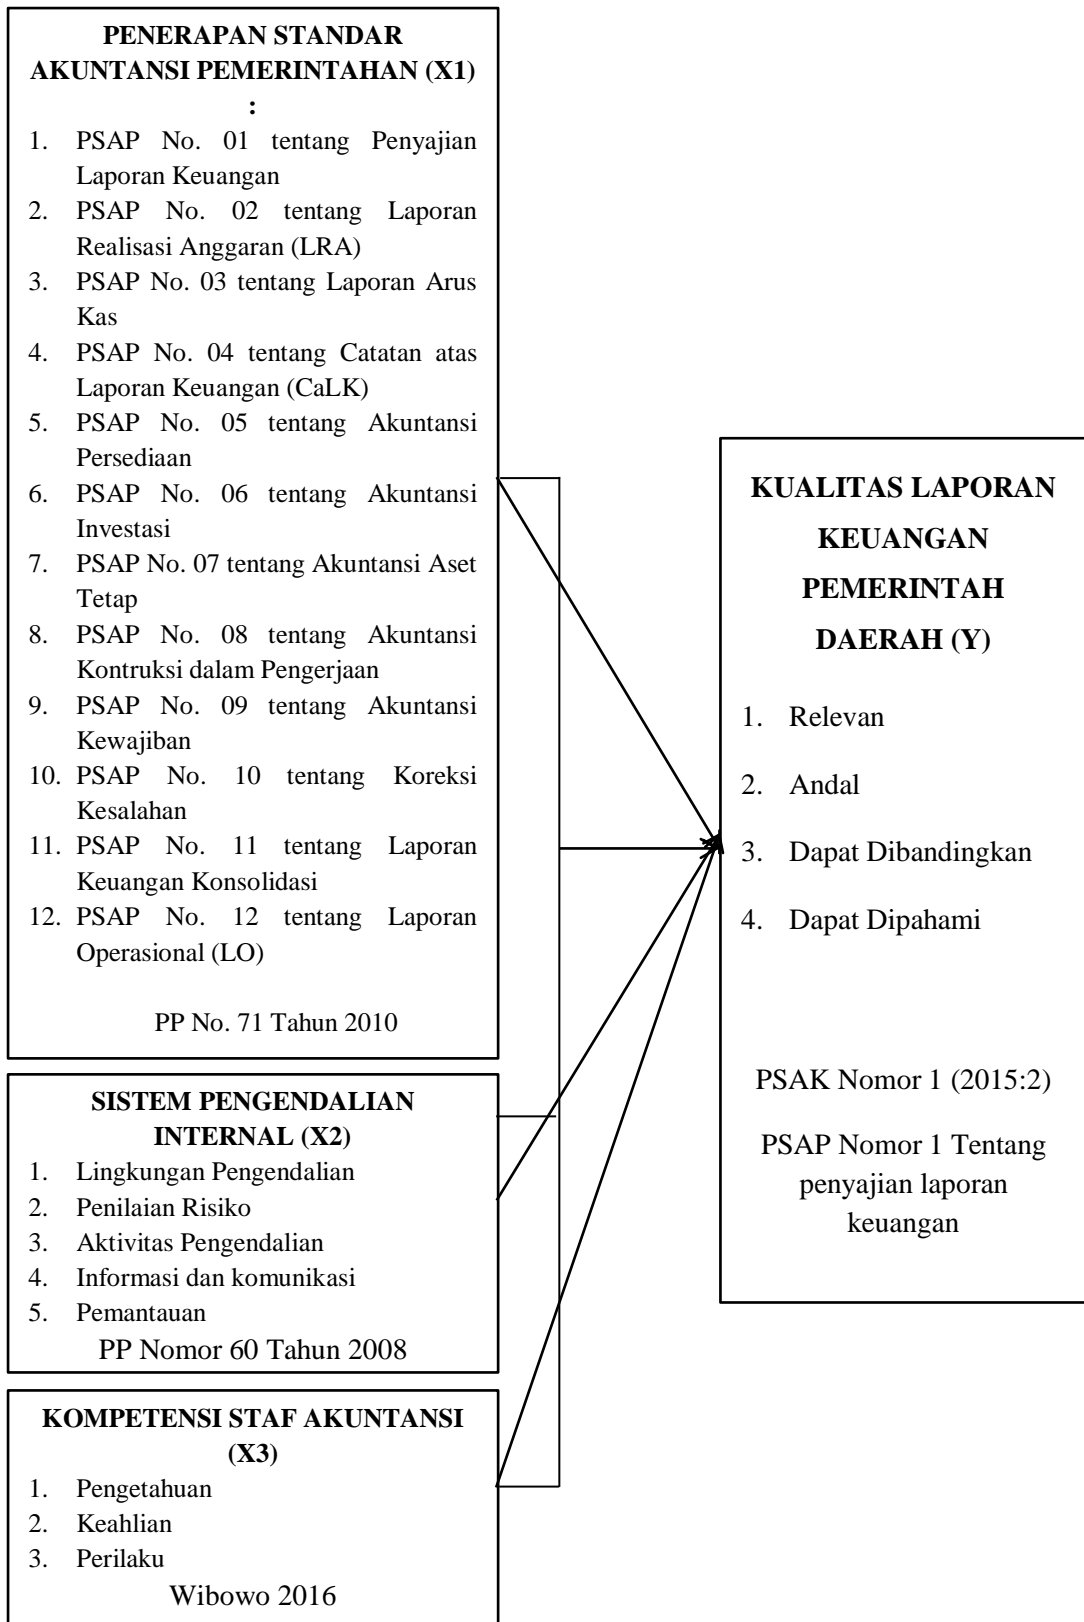 PENERAPAN STANDAR
AKUNTANSI PEMERINTAHAN (X1)
:
1. PSAP No. 01 tentang Penyajian
Laporan Keuangan
2. PSAP No. 02 tentang Laporan
Realisasi Anggaran (LRA)
3. PSAP No. 03 tentang Laporan Arus
Kas
4. PSAP No. 04 tentang Catatan atas
Laporan Keuangan (CaLK)
5. PSAP No. 05 tentang Akuntansi
Persediaan
6. PSAP No. 06 tentang Akuntansi
Investasi
7. PSAP No. 07 tentang Akuntansi Aset
Tetap
8. PSAP No. 08 tentang Akuntansi
Kontruksi dalam Pengerjaan
9. PSAP No. 09 tentang Akuntansi
Kewajiban
10. PSAP No. 10 tentang Koreksi
Kesalahan
11. PSAP No. 11 tentang Laporan
Keuangan Konsolidasi
12. PSAP No. 12 tentang Laporan
Operasional (LO)
PP No. 71 Tahun 2010
SISTEM PENGENDALIAN
INTERNAL (X2)
1. Lingkungan Pengendalian
2. Penilaian Risiko
3. Aktivitas Pengendalian
4. Informasi dan komunikasi
5. Pemantauan
PP Nomor 60 Tahun 2008
KOMPETENSI STAF AKUNTANSI
(X3)
1. Pengetahuan
2. Keahlian
3. Perilaku
Wibowo 2016
KUALITAS LAPORAN
KEUANGAN
PEMERINTAH
DAERAH (Y)
1. Relevan
2. Andal
3. Dapat Dibandingkan
4. Dapat Dipahami
PSAK Nomor 1 (2015:2)
PSAP Nomor 1 Tentang
penyajian laporan
keuangan